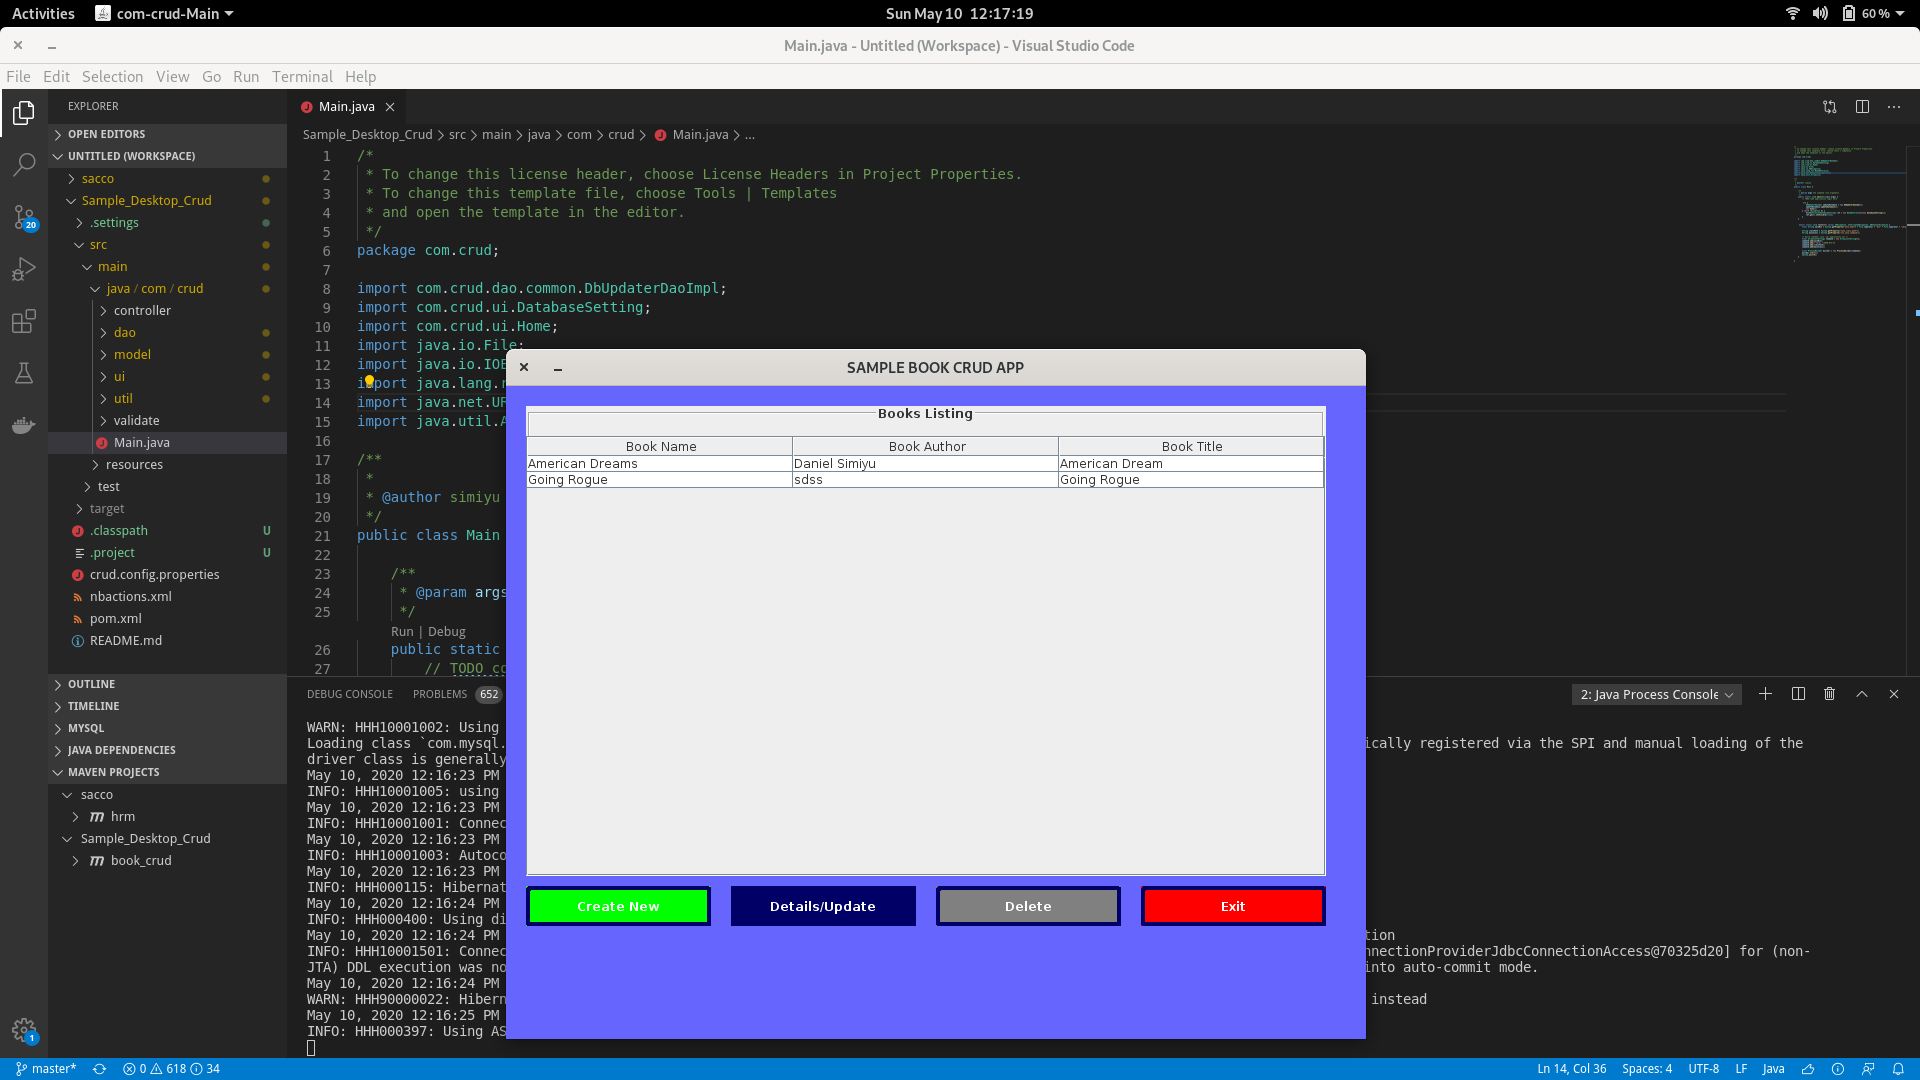 Activities com-crud-Main Sun May 10 12:17:19 60 %
Main.java - Untitled (Workspace) - Visual Studio Code
File Edit Selection View Go Run Terminal Help
EXPLORER
OPEN EDITORS
UNTITLED (WORKSPACE)
sacco
Sample_Desktop_Crud
.settings
src
main
java / com / crud
controller
dao
model
ui
util
validate
Main.java
resources
test
target
.classpath U
.project U
crud.config.properties
nbactions.xml
pom.xml
README.md
OUTLINE
TIMELINE
MYSQL
JAVA DEPENDENCIES
MAVEN PROJECTS
sacco
hrm
Sample_Desktop_Crud
book_crud
20
1
Main.java
Sample_Desktop_Crud > src > main > java > com > crud > Main.java > ...
1 /*
2 * To change this license header, choose License Headers in Project Properties.
3 * To change this template file, choose Tools | Templates
4 * and open the template in the editor.
5 */
6 package com.crud;
7
8 import com.crud.dao.common.DbUpdaterDaoImpl;
9 import com.crud.ui.DatabaseSetting;
10 import com.crud.ui.Home;
11 import java.io.File;
12 import java.io.IOE
13 import java.lang.r
14 import java.net.UR
15 import java.util.A
16
17 /**
18 *
19 * @author simiyu
20 */
21 public class Main
22
23 /**
24 * @param args
25 */
Run | Debug
26 public static
27 // TODO co
SAMPLE BOOK CRUD APP
Books Listing
Book Name Book Author Book Title
American Dreams Daniel Simiyu American Dream
Going Rogue sdss Going Rogue
Create New Details/Update Delete Exit
DEBUG CONSOLE PROBLEMS 652 2: Java Process Console
WARN: HHH10001002: Using
Loading class `com.mysql. ically registered via the SPI and manual loading of the
driver class is generally
May 10, 2020 12:16:23 PM
INFO: HHH10001005: using
May 10, 2020 12:16:23 PM
INFO: HHH10001001: Connec
May 10, 2020 12:16:23 PM
INFO: HHH10001003: Autoco
May 10, 2020 12:16:23 PM
INFO: HHH000115: Hibernat
May 10, 2020 12:16:24 PM
INFO: HHH000400: Using di
May 10, 2020 12:16:24 PM tion
INFO: HHH10001501: Connec nnectionProviderJdbcConnectionAccess@70325d20] for (non-
JTA) DDL execution was no into auto-commit mode.
May 10, 2020 12:16:24 PM
WARN: HHH90000022: Hibern instead
May 10, 2020 12:16:25 PM
INFO: HHH000397: Using AS
master* 0 618 34 Ln 14, Col 36 Spaces: 4 UTF-8 LF Java